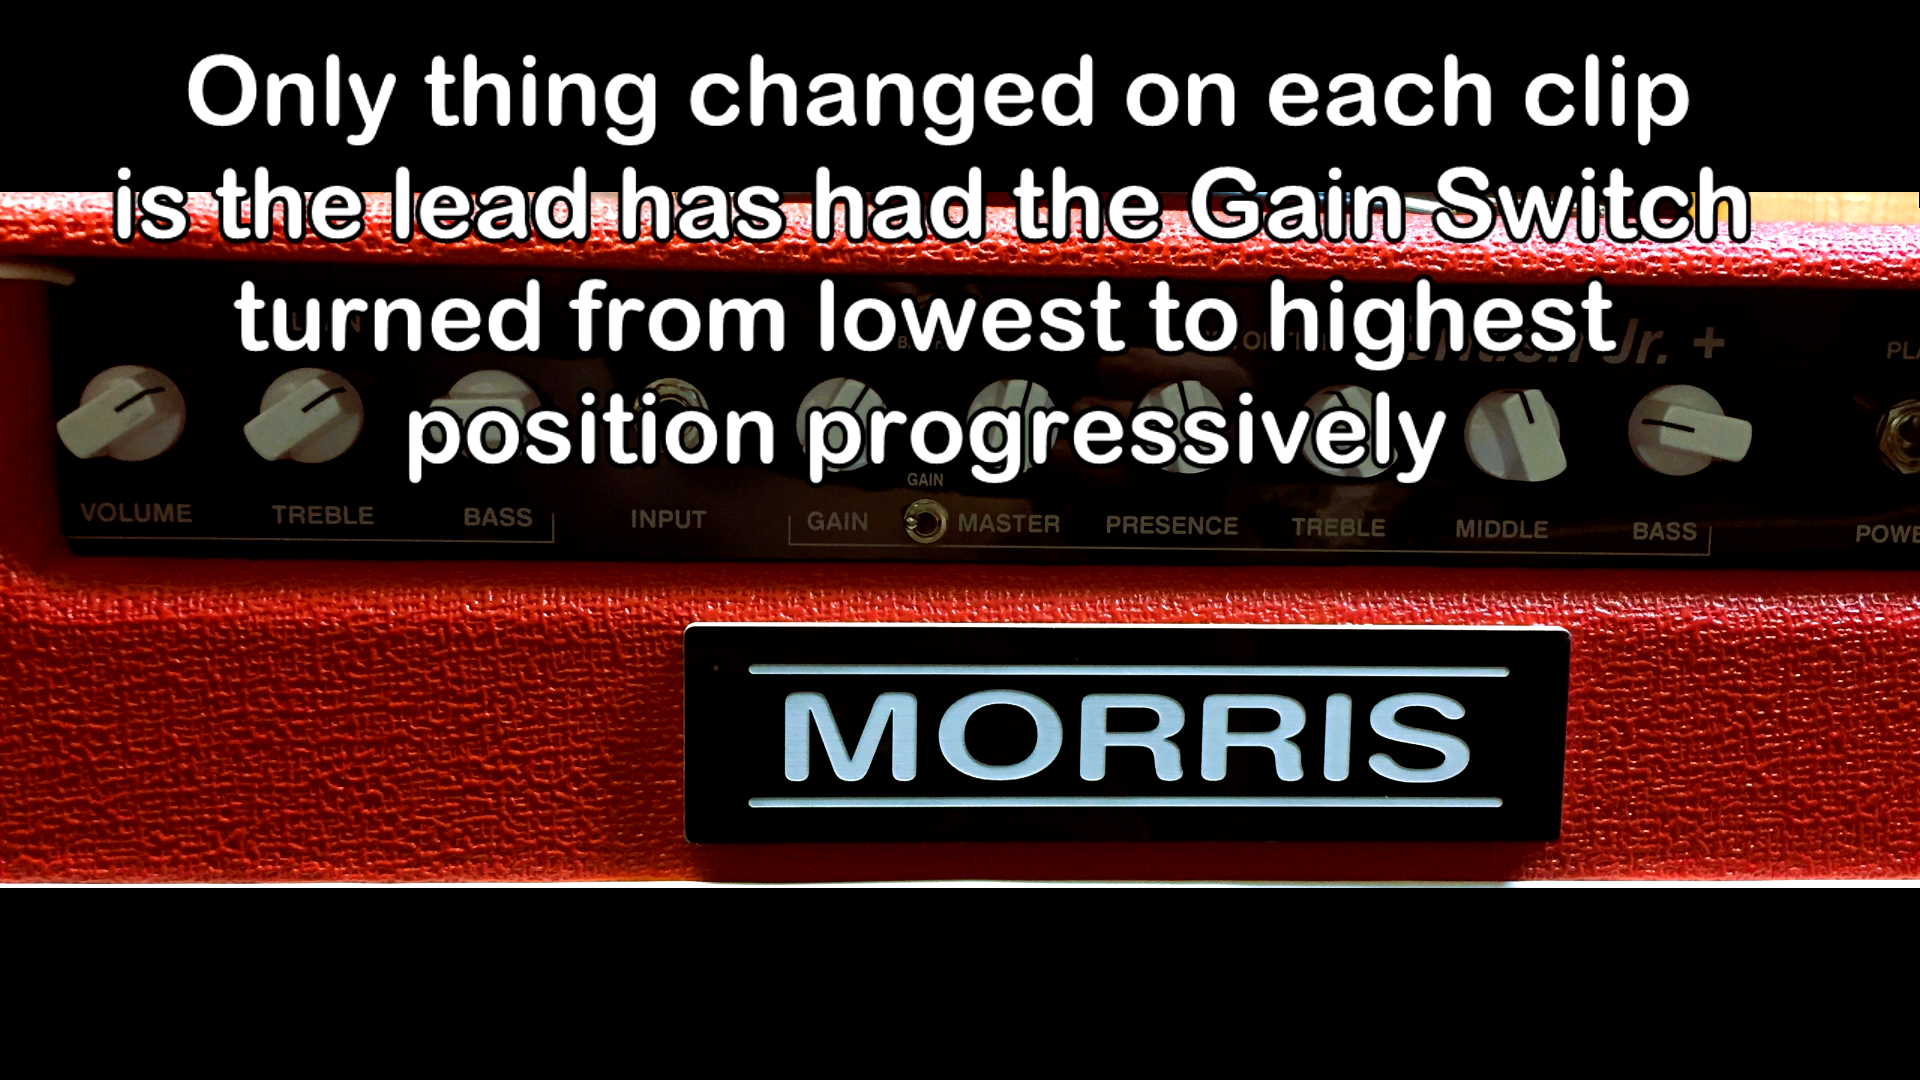 Only thing changed on each clip
is the lead has had the Gain Switch
turned from lowest to highest
position progressively
Jr. +
GAIN
VOLUME TREBLE BASS INPUT GAIN MASTER PRESENCE TREBLE MIDDLE BASS
MORRIS